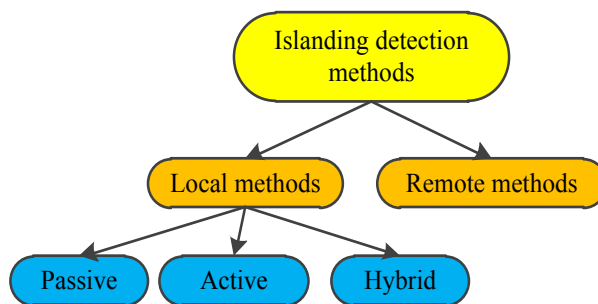 Islanding detection
methods
Local methods
Remote methods
Passive
Active
Hybrid